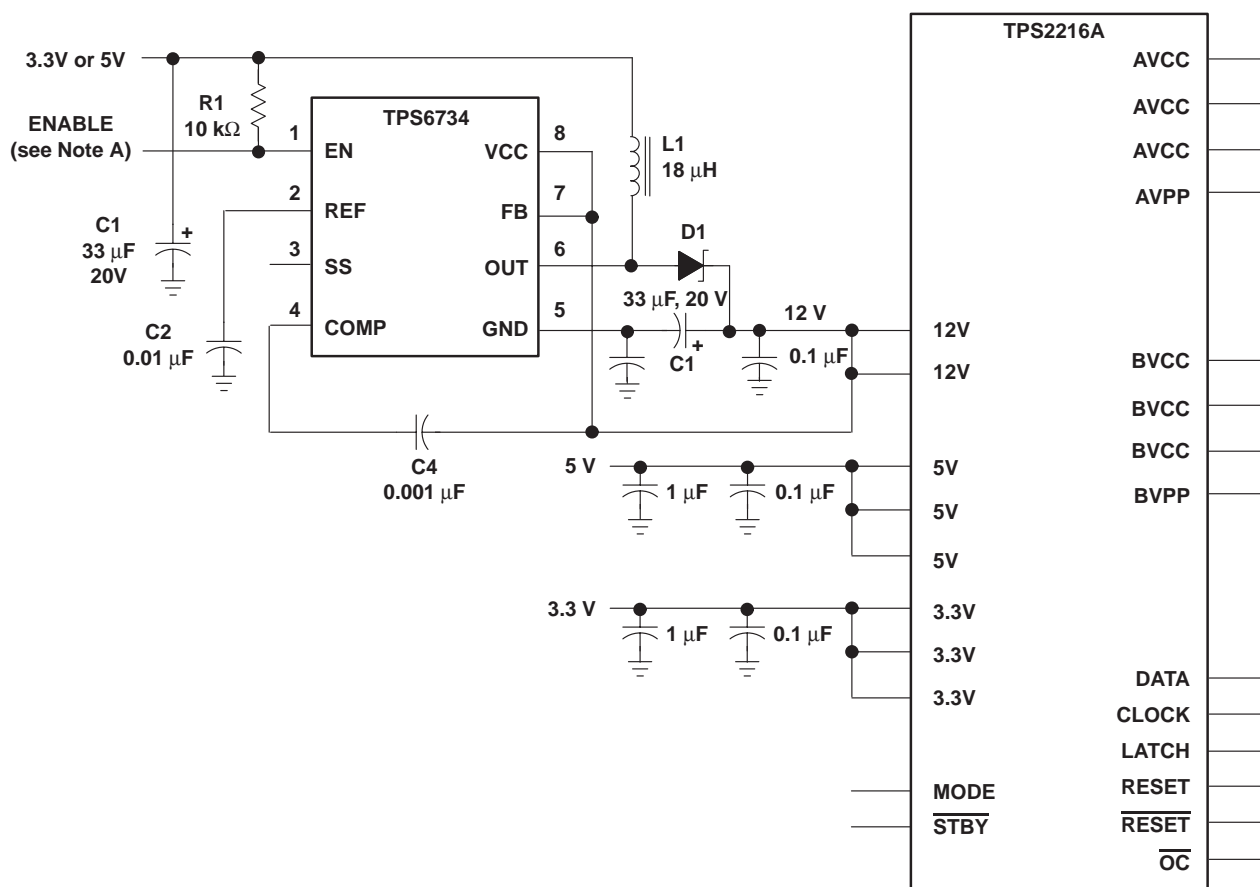 TPS2216A
3.3V or 5V
AVCC
R1
10 kΩ
TPS6734
AVCC
ENABLE
(see Note A)
1
EN
VCC
8
L1
18 μH
AVCC
2
REF
FB
7
AVPP
C1
33 μF
20V
+
3
SS
OUT
6
D1
33 μF, 20 V
4
COMP
GND
5
C1
+
12 V
0.1 μF
12V
12V
C2
0.01 μF
BVCC
BVCC
BVCC
BVPP
C4
0.001 μF
5 V
1 μF
0.1 μF
5V
5V
5V
3.3 V
1 μF
0.1 μF
3.3V
3.3V
3.3V
DATA
CLOCK
LATCH
RESET
R̅E̅S̅E̅T̅
O̅C̅
MODE
S̅T̅B̅Y̅